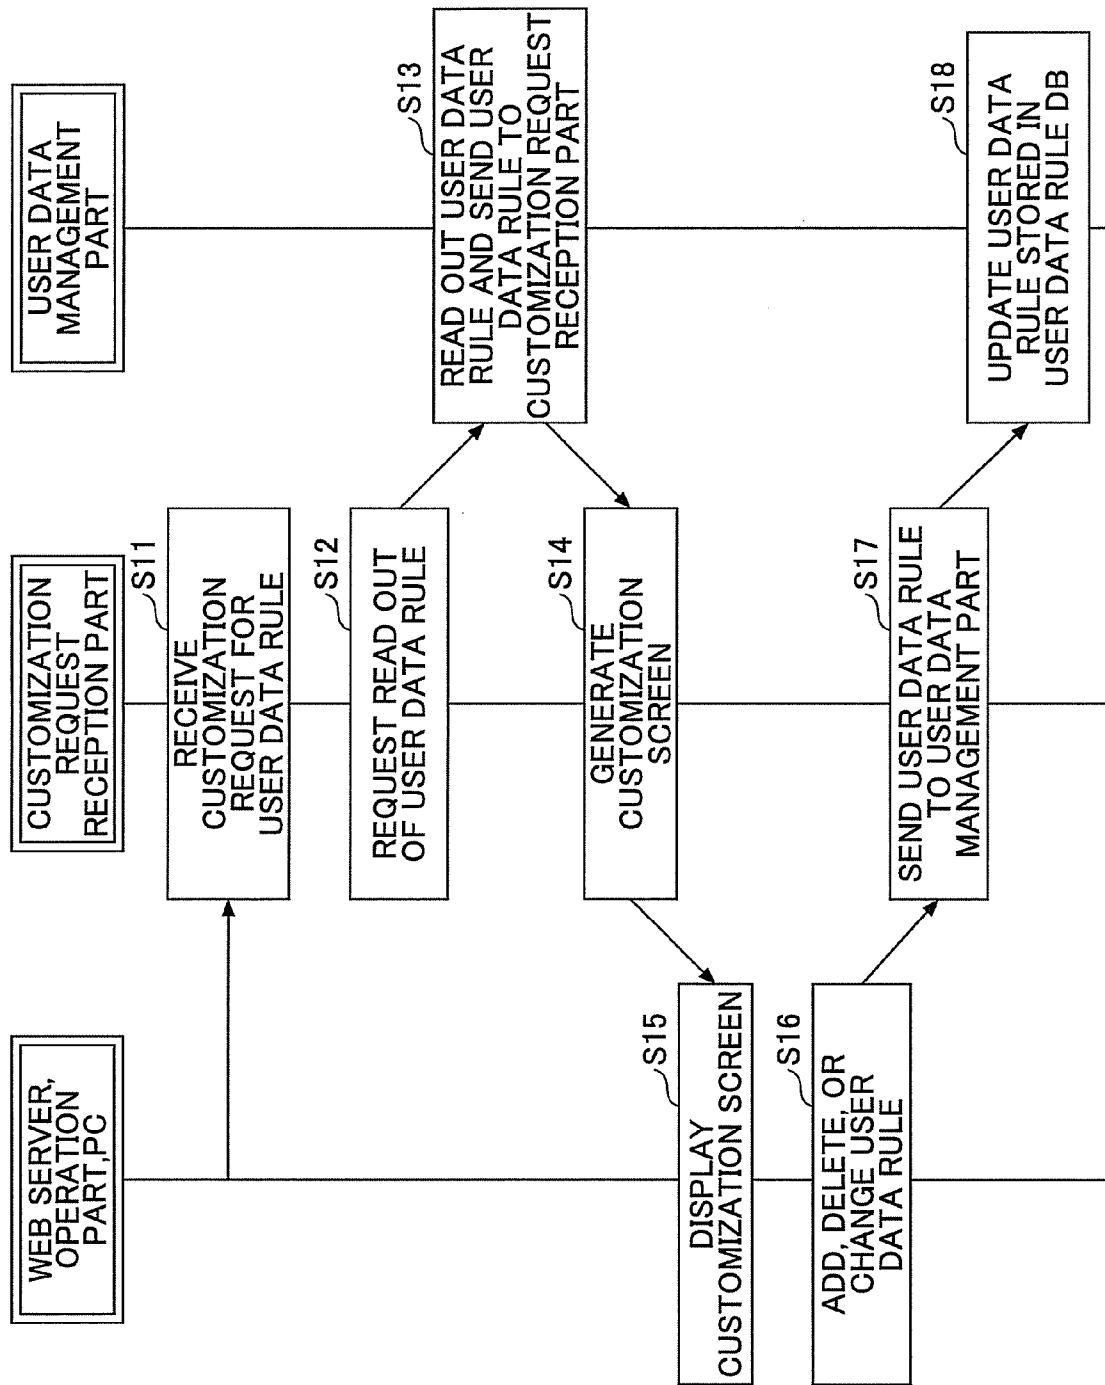 WEB SERVER,
OPERATION
PART,PC
CUSTOMIZATION
REQUEST
RECEPTION PART
USER DATA
MANAGEMENT
PART
S11
RECEIVE
CUSTOMIZATION
REQUEST FOR
USER DATA RULE
S12
REQUEST READ OUT
OF USER DATA RULE
S13
READ OUT USER DATA
RULE AND SEND USER
DATA RULE TO
CUSTOMIZATION REQUEST
RECEPTION PART
S14
GENERATE
CUSTOMIZATION
SCREEN
S15
DISPLAY
CUSTOMIZATION SCREEN
S16
ADD, DELETE, OR
CHANGE USER
DATA RULE
S17
SEND USER DATA RULE
TO USER DATA
MANAGEMENT PART
S18
UPDATE USER DATA
RULE STORED IN
USER DATA RULE DB